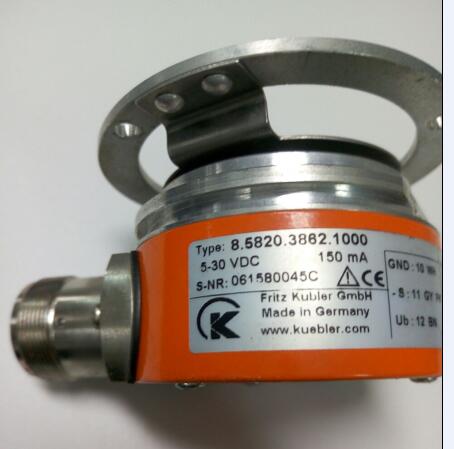 Type: 8.5820.3862.1000
5-30 VDC 150 mA
S-NR: 061580045C
CE
Fritz Kubler GmbH
Made in Germany
www.kuebler.com
K
GND: 10 WH
- S: 11 GY
Ub: 12 BN